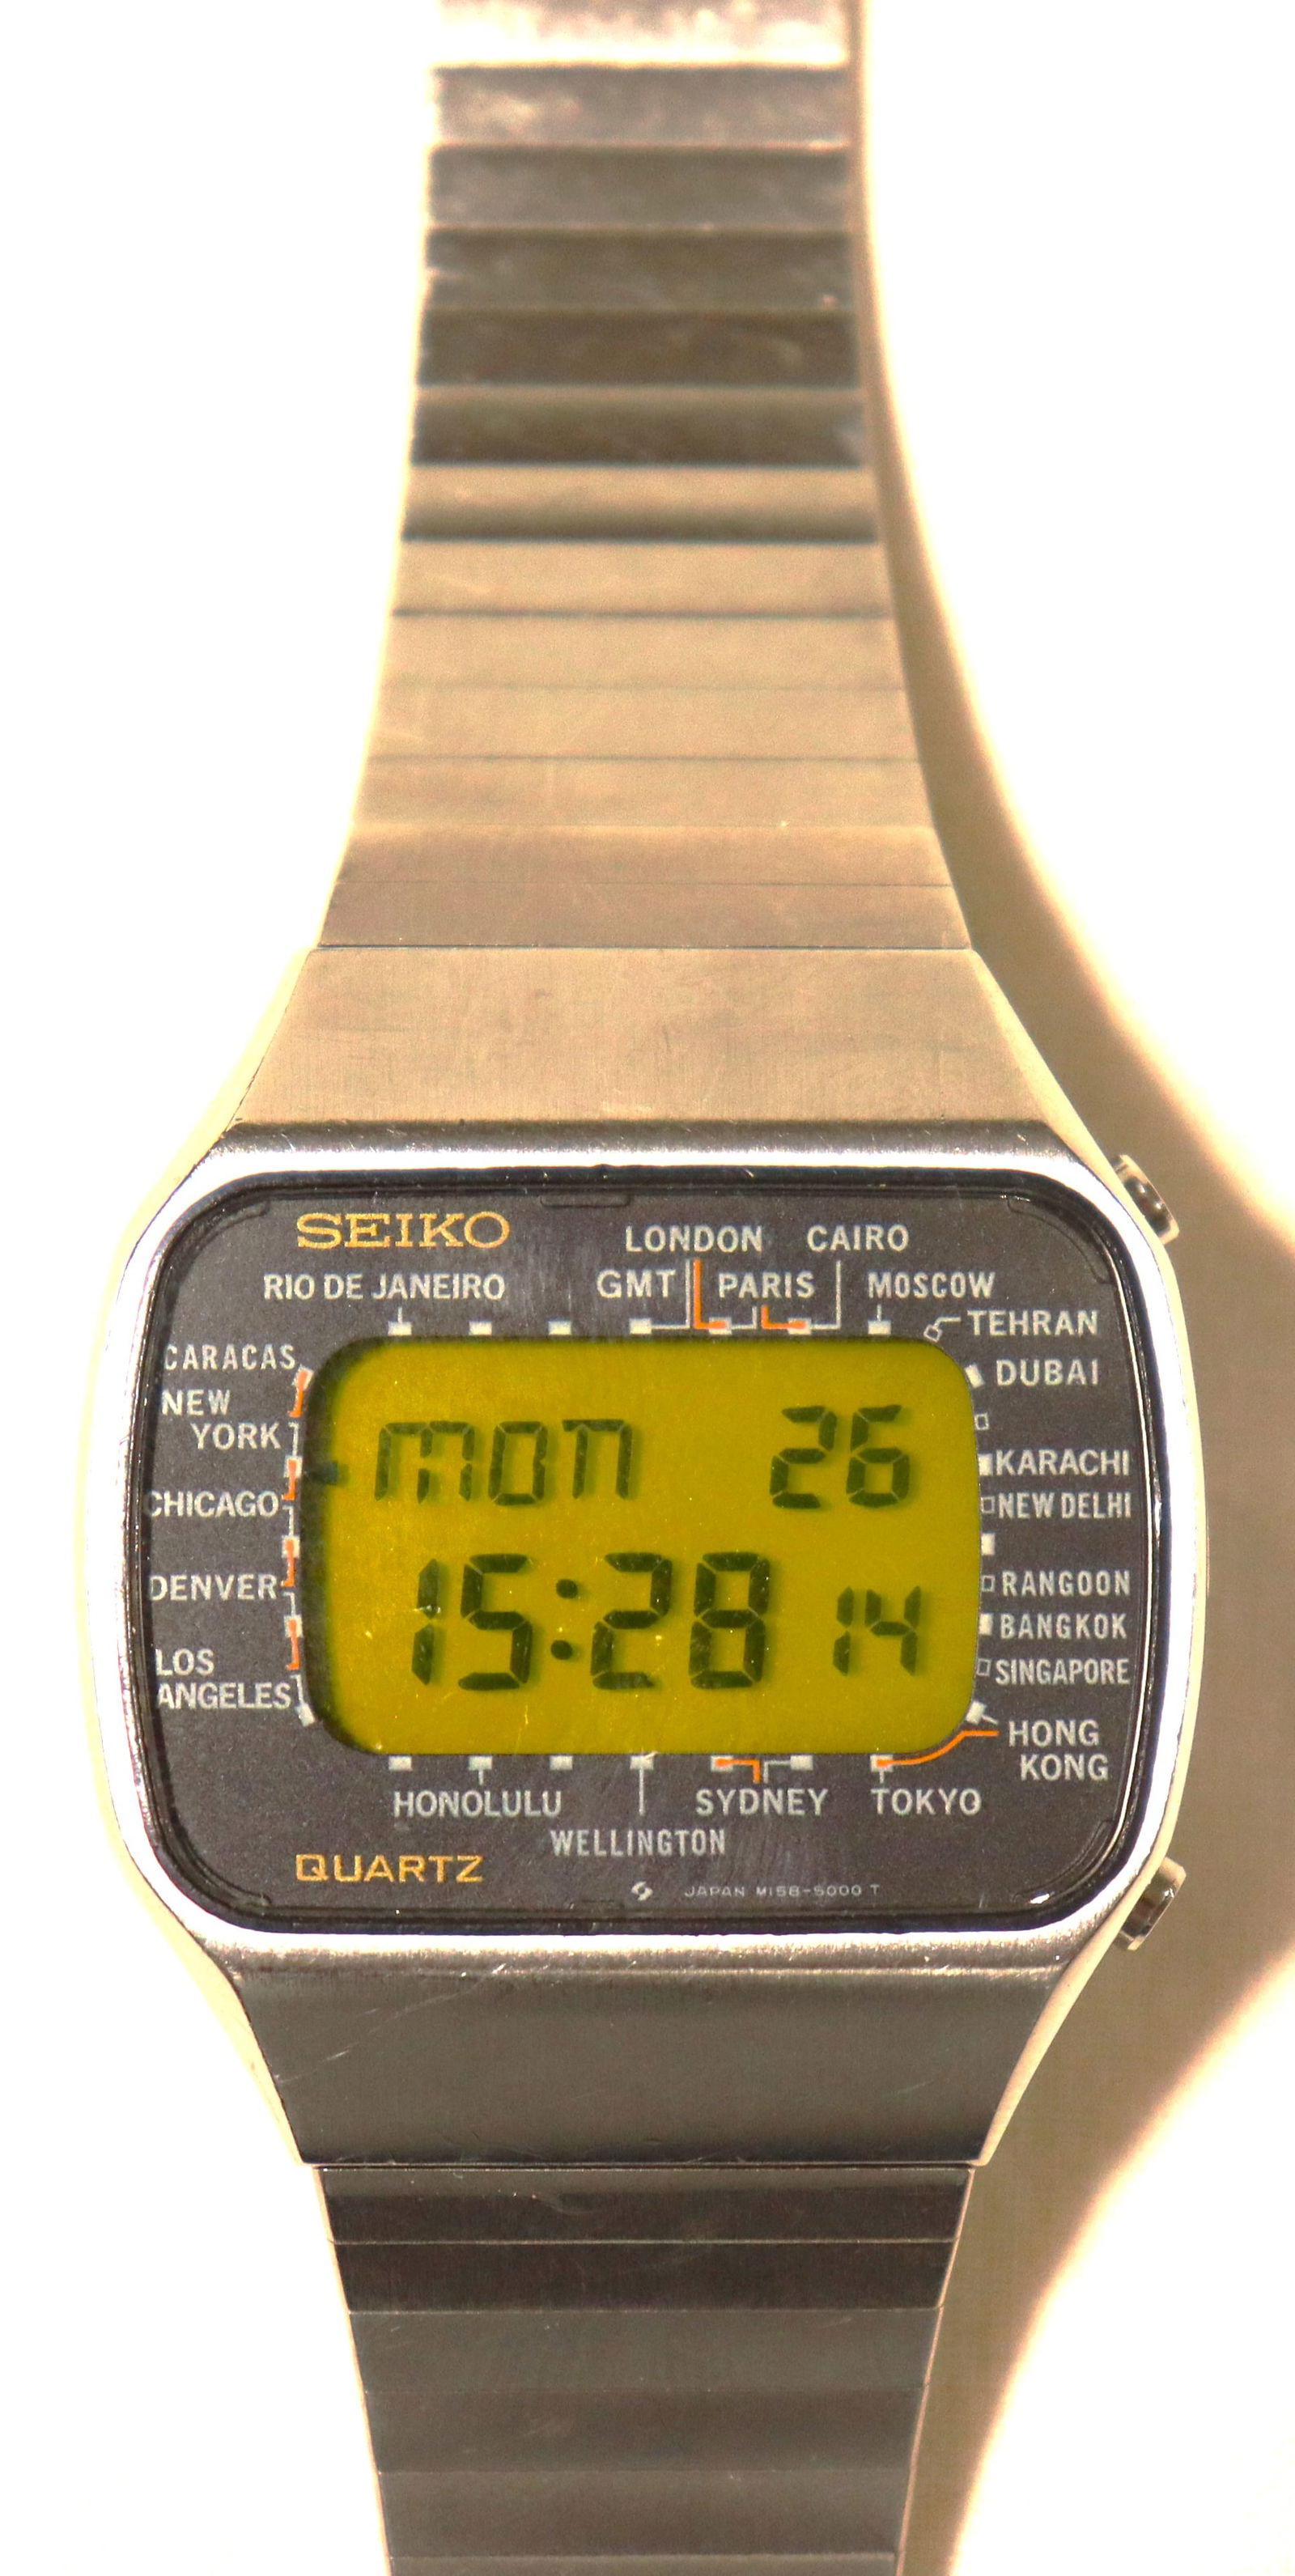 SEIKO
LONDON CAIRO
RIO DE JANEIRO GMT PARIS MOSCOW
TEHRAN
CARACAS
DUBAI
NEW
YORK
MON 26
KARACHI
CHICAGO
NEW DELHI
DENVER
RANGOON
15:28 14
BANGKOK
LOS
ANGELES
SINGAPORE
HONG
KONG
HONOLULU SYDNEY TOKYO
WELLINGTON
QUARTZ
JAPAN M158-5000 T